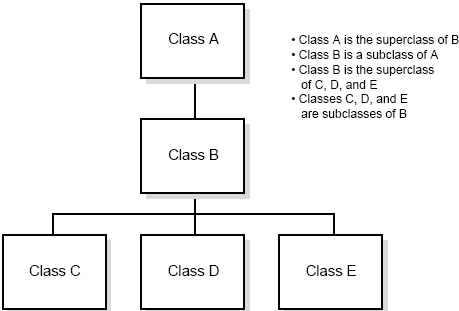 Class A
• Class A is the superclass of B
• Class B is a subclass of A
• Class B is the superclass
of C, D, and E
• Classes C, D, and E
are subclasses of B
Class B
Class C
Class D
Class E